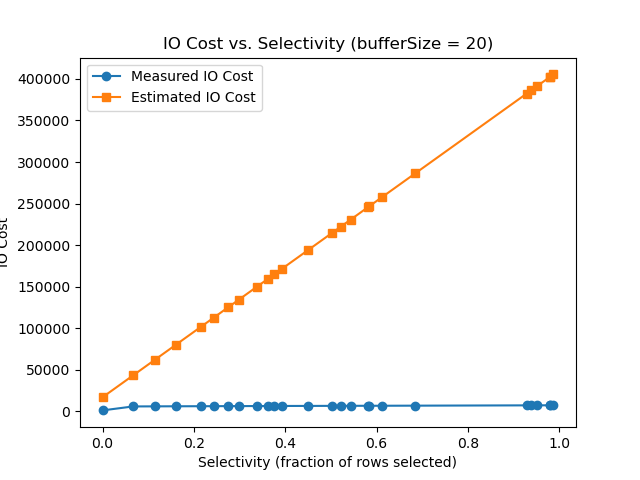 IO Cost vs. Selectivity (bufferSize = 20)
Measured IO Cost
Estimated IO Cost
400000
350000
300000
250000
200000
150000
100000
50000
0
IO Cost
0.0 0.2 0.4 0.6 0.8 1.0
Selectivity (fraction of rows selected)